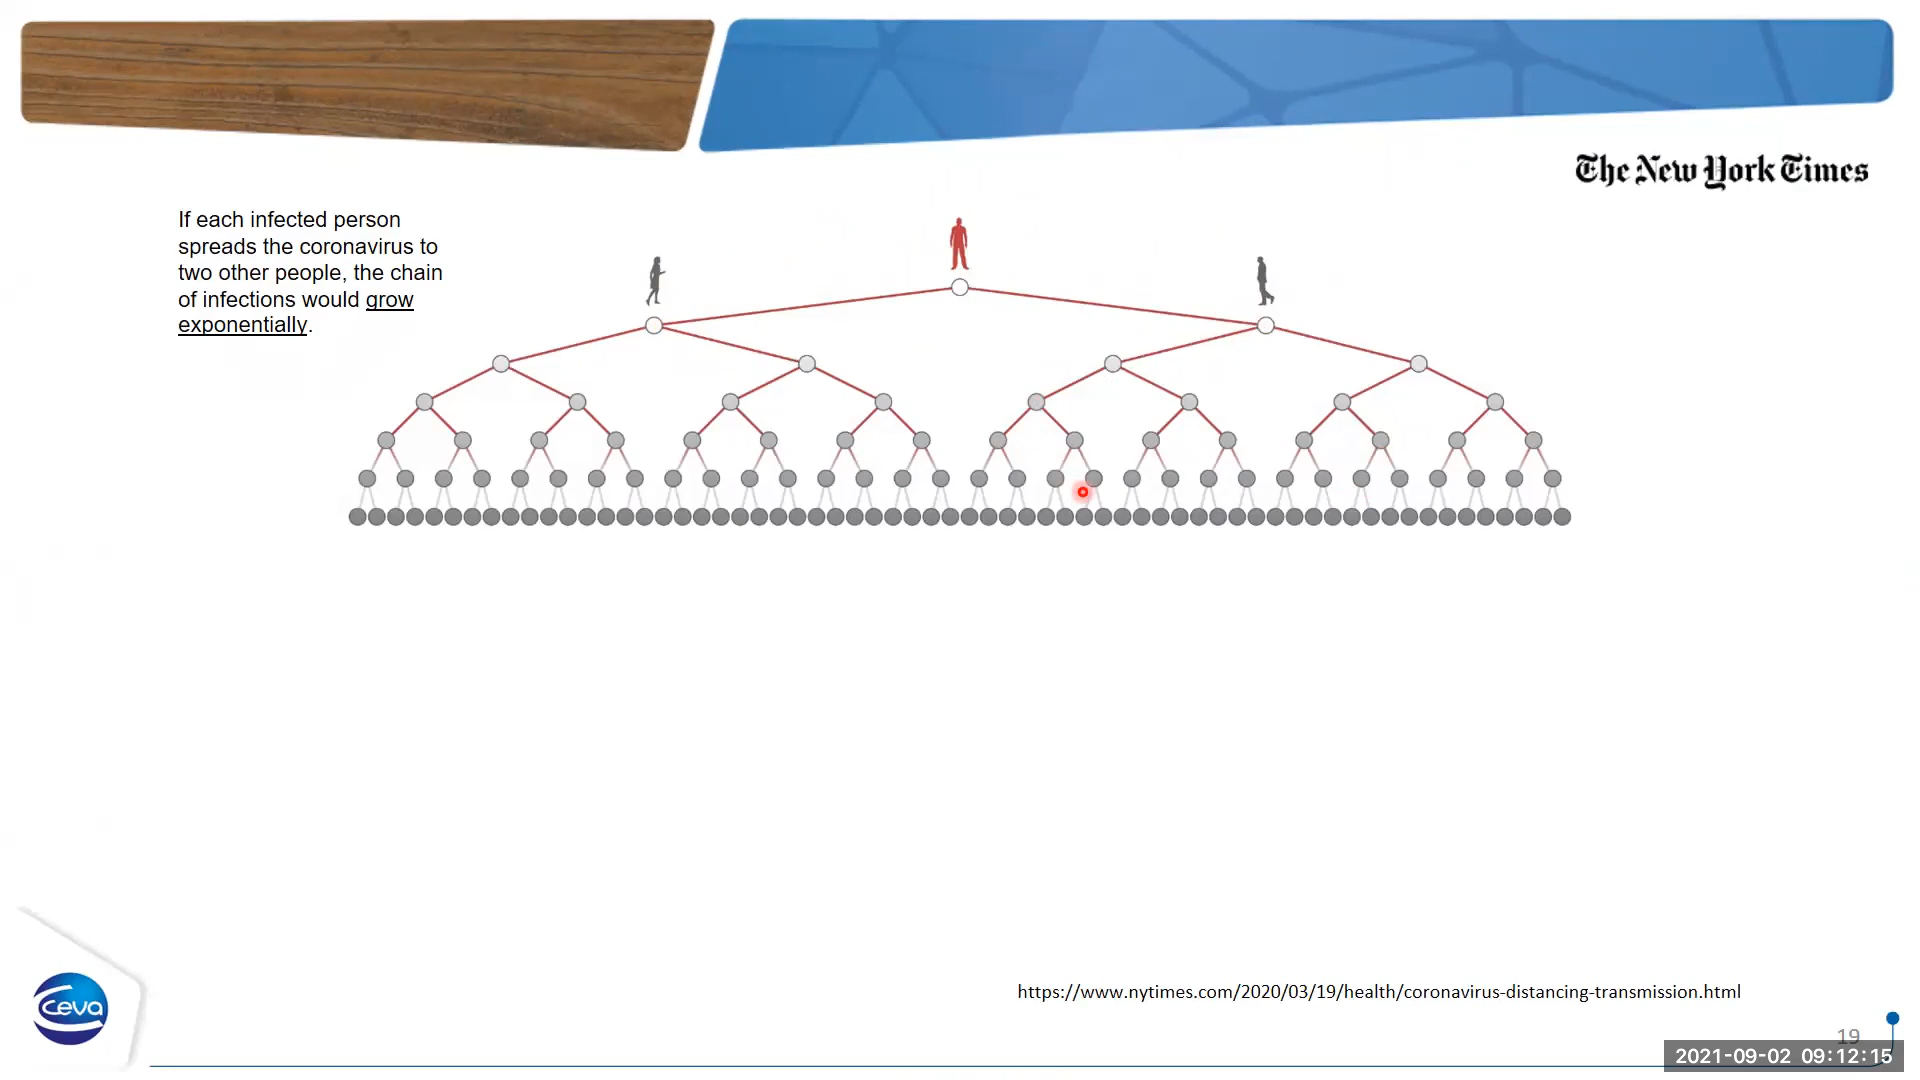 The New York Times
If each infected person
spreads the coronavirus to
two other people, the chain
of infections would grow
exponentially.
ceva
https://www.nytimes.com/2020/03/19/health/coronavirus-distancing-transmission.html
19
2021-09-02 09:12:15